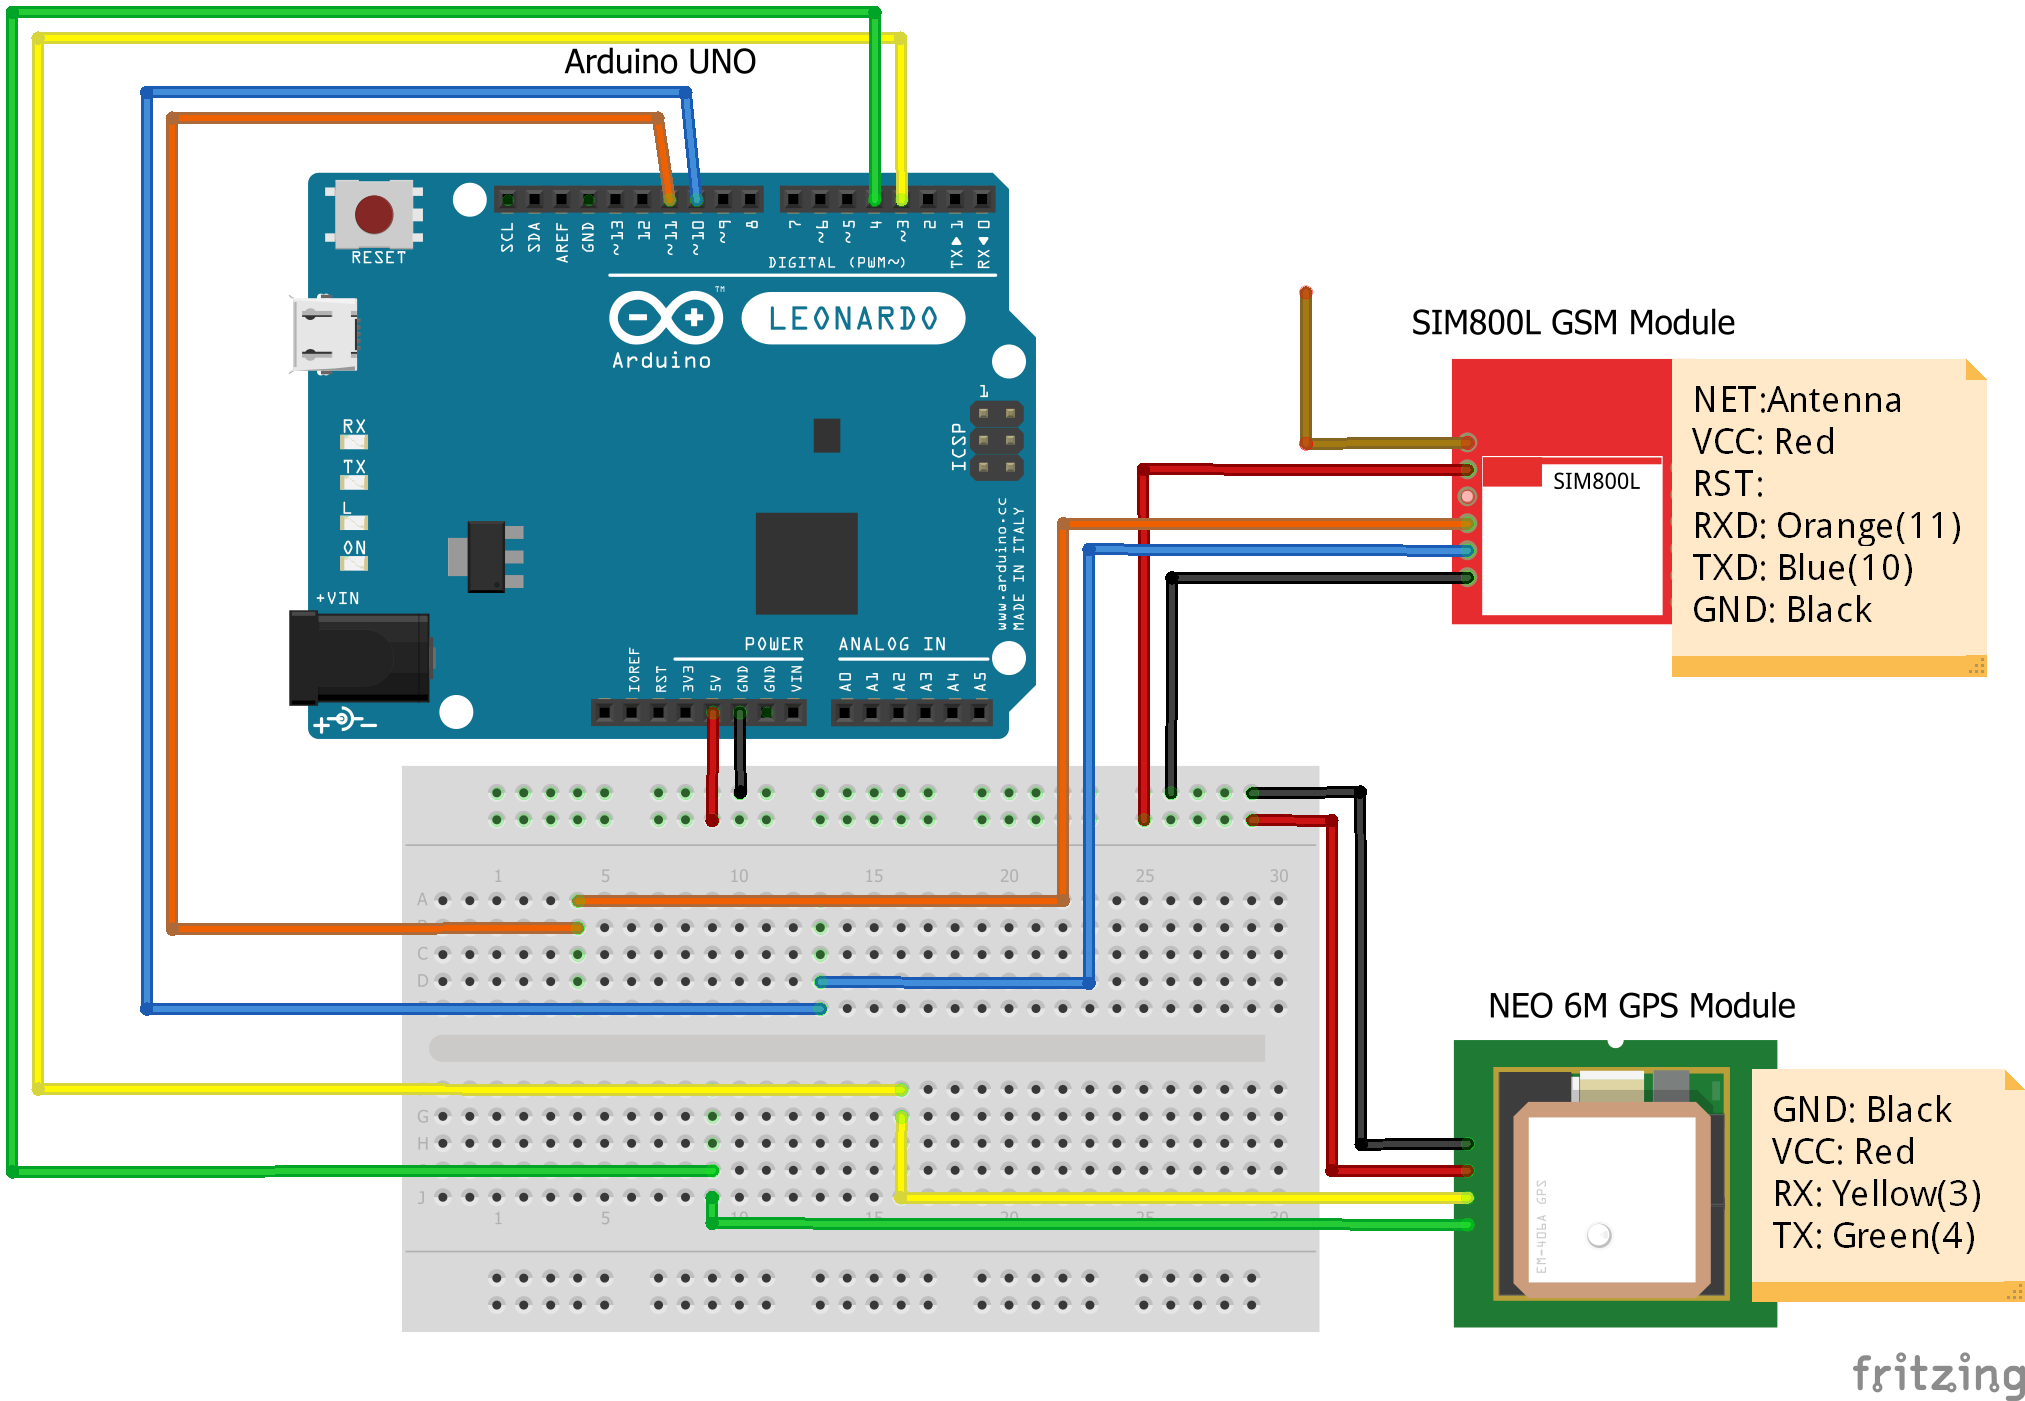 Arduino UNO
SCL
SDA
AREF
GND
~13
12
~11
~10
~9
8
7
~6
~5
4
~3
2
TX▶ 1
RX◀ 0
RESET
DIGITAL (PWM~)
TM
LEONARDO
Arduino
1
ICSP
RX
TX
L
ON
+VIN
www.arduino.cc
MADE IN ITALY
POWER
ANALOG IN
IOREF
RST
3V3
5V
GND
GND
VIN
A0
A1
A2
A3
A4
A5
SIM800L GSM Module
SIM800L
NET:Antenna
VCC: Red
RST:
RXD: Orange(11)
TXD: Blue(10)
GND: Black
1 5 10 15 20 25 30
A
C
D
G
H
J
1 5 10 15 25 30
NEO 6M GPS Module
EM-406A GPS
GND: Black
VCC: Red
RX: Yellow(3)
TX: Green(4)
fritzing